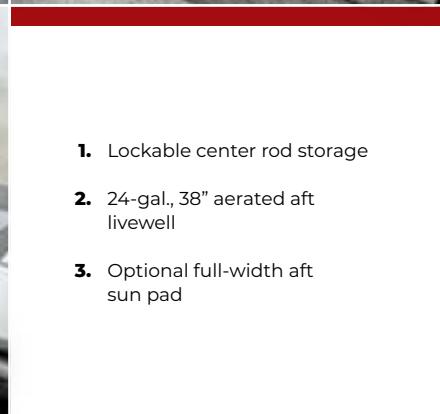 1. Lockable center rod storage
2. 24-gal., 38” aerated aft
livewell
3. Optional full-width aft
sun pad